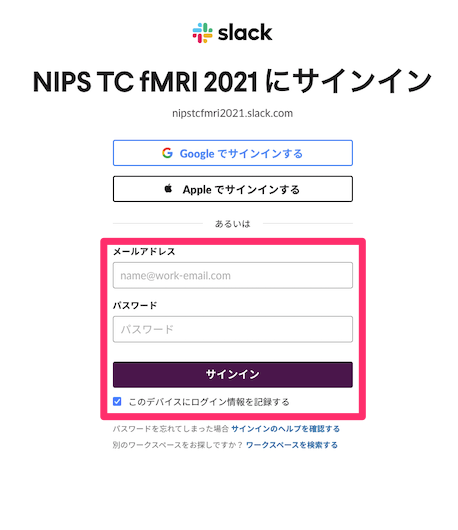 slack
NIPS TC fMRI 2021 にサインイン
nipstcfmri2021.slack.com
Google でサインインする
Apple でサインインする
あるいは
メールアドレス
name@work-email.com
パスワード
パスワード
サインイン
このデバイスにログイン情報を記録する
パスワードを忘れてしまった場合 サインインのヘルプを確認する
別のワークスペースをお探しですか？ ワークスペースを検索する